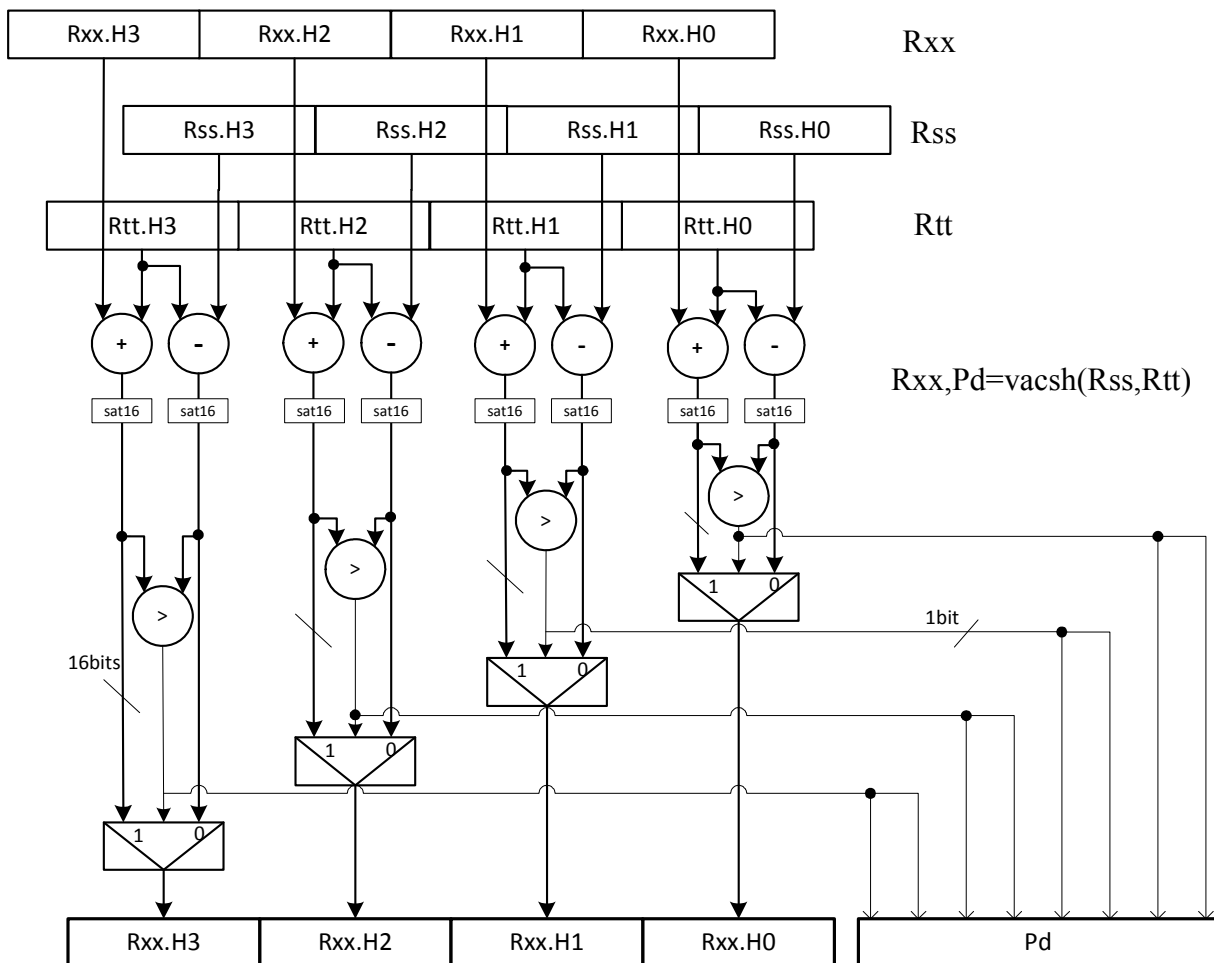 Rxx.H3 Rxx.H2 Rxx.H1 Rxx.H0 Rxx
Rss.H3 Rss.H2 Rss.H1 Rss.H0 Rss
Rtt.H3 Rtt.H2 Rtt.H1 Rtt.H0 Rtt
+ - + - + - + -
Rxx,Pd=vacsh(Rss,Rtt)
sat16 sat16 sat16 sat16 sat16 sat16 sat16 sat16
>
>
>
1 0
>
1bit
16bits
1 0
1 0
1 0
Rxx.H3 Rxx.H2 Rxx.H1 Rxx.H0 Pd